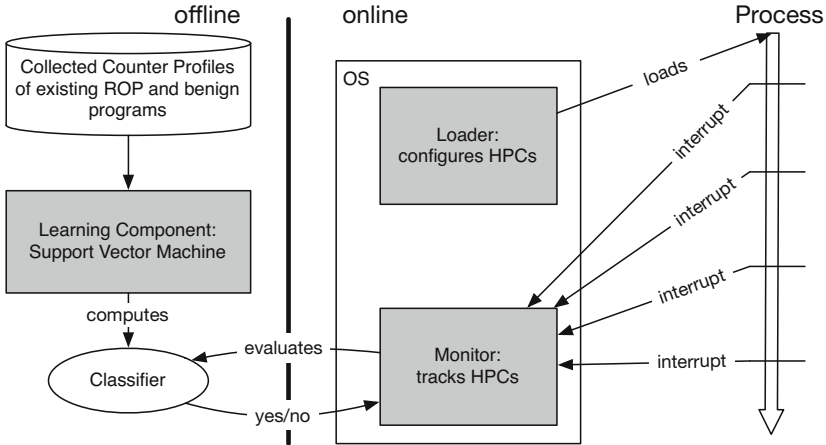 offline
online
Process
Collected Counter Profiles
of existing ROP and benign
programs
OS
Loader:
configures HPCs
loads
interrupt
Learning Component:
Support Vector Machine
interrupt
computes
interrupt
evaluates
Classifier
Monitor:
tracks HPCs
interrupt
yes/no